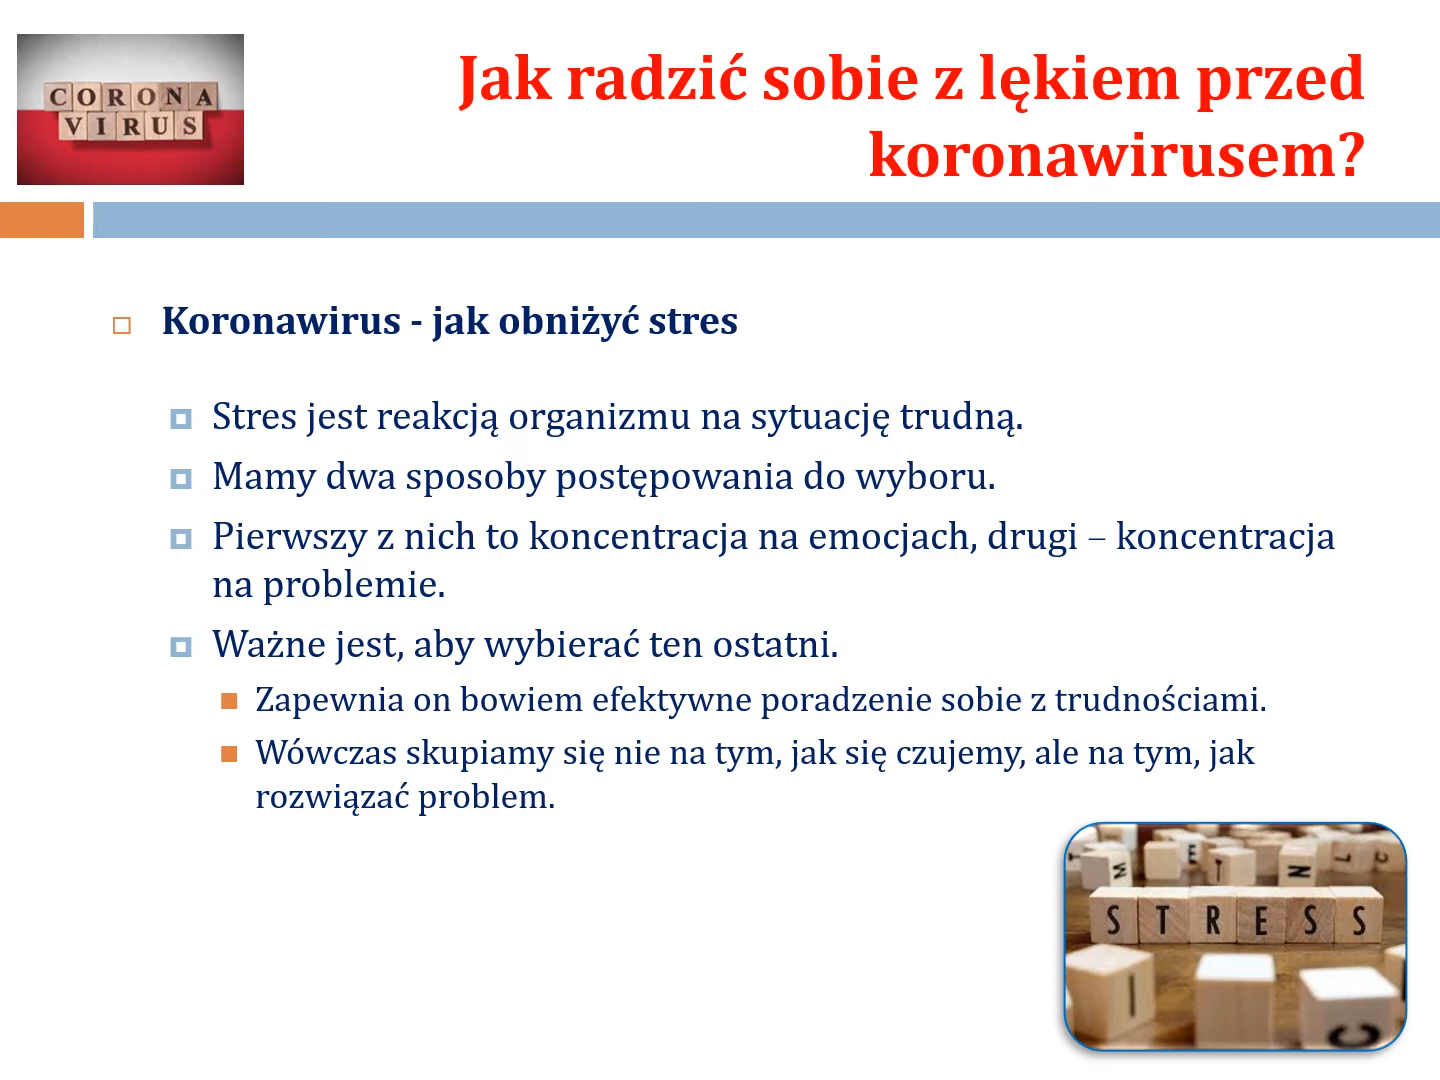 CORONA
VIRUS
Jak radzić sobie z lękiem przed
koronawirusem?
Koronawirus - jak obniżyć stres
Stres jest reakcją organizmu na sytuację trudną.
Mamy dwa sposoby postępowania do wyboru.
Pierwszy z nich to koncentracja na emocjach, drugi – koncentracja
na problemie.
Ważne jest, aby wybierać ten ostatni.
Zapewnia on bowiem efektywne poradzenie sobie z trudnościami.
Wówczas skupiamy się nie na tym, jak się czujemy, ale na tym, jak
rozwiązać problem.
STRESS